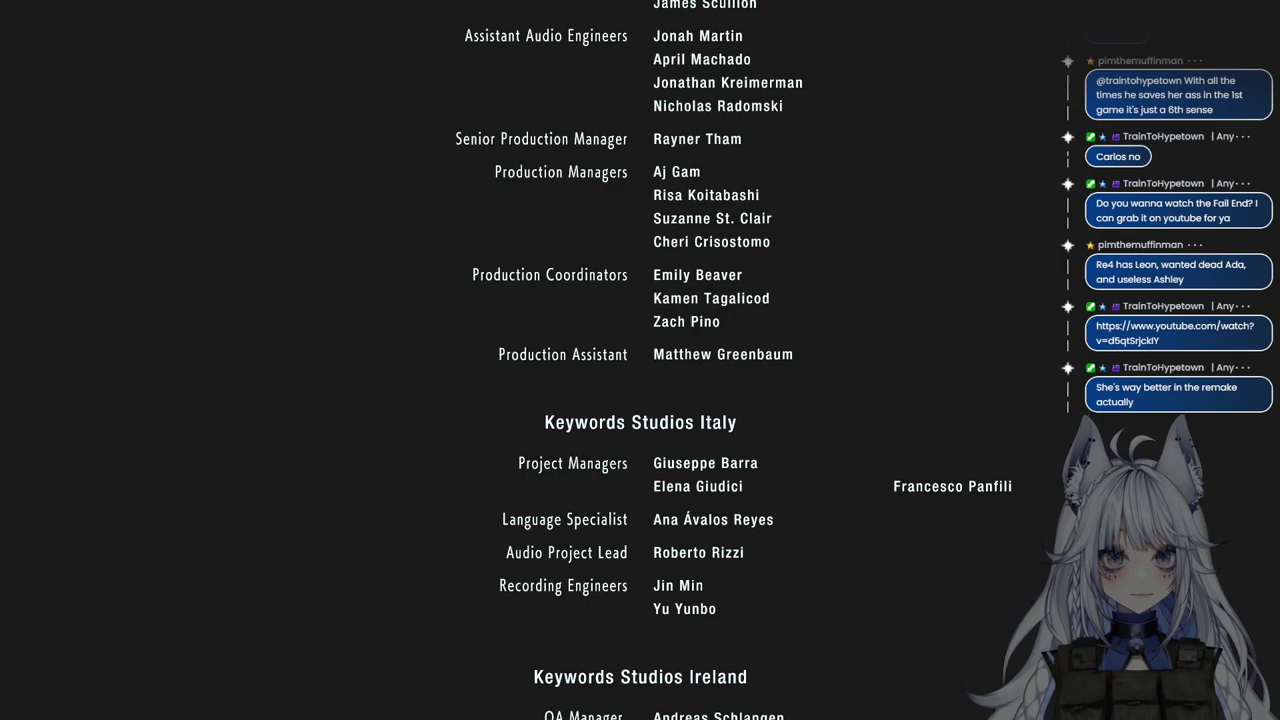 James Scullion
Assistant Audio Engineers Jonah Martin
April Machado
Jonathan Kreimerman
Nicholas Radomski
Senior Production Manager Rayner Tham
Production Managers Aj Gam
Risa Koitabashi
Suzanne St. Clair
Cheri Crisostomo
Production Coordinators Emily Beaver
Kamen Tagalicod
Zach Pino
Production Assistant Matthew Greenbaum
Keywords Studios Italy
Project Managers Giuseppe Barra
Elena Giudici Francesco Panfili
Language Specialist Ana Ávalos Reyes
Audio Project Lead Roberto Rizzi
Recording Engineers Jin Min
Yu Yunbo
Keywords Studios Ireland
QA Manager Andreas Schlangen
pimthemuffinman ···
@traintohypetown With all the
times he saves her ass in the 1st
game it's just a 6th sense
TrainToHypetown | Any···
Carlos no
TrainToHypetown | Any···
Do you wanna watch the Fail End? I
can grab it on youtube for ya
pimthemuffinman ···
Re4 has Leon, wanted dead Ada,
and useless Ashley
TrainToHypetown | Any···
https://www.youtube.com/watch?
v=d5qtSrjckIY
TrainToHypetown | Any···
She's way better in the remake
actually